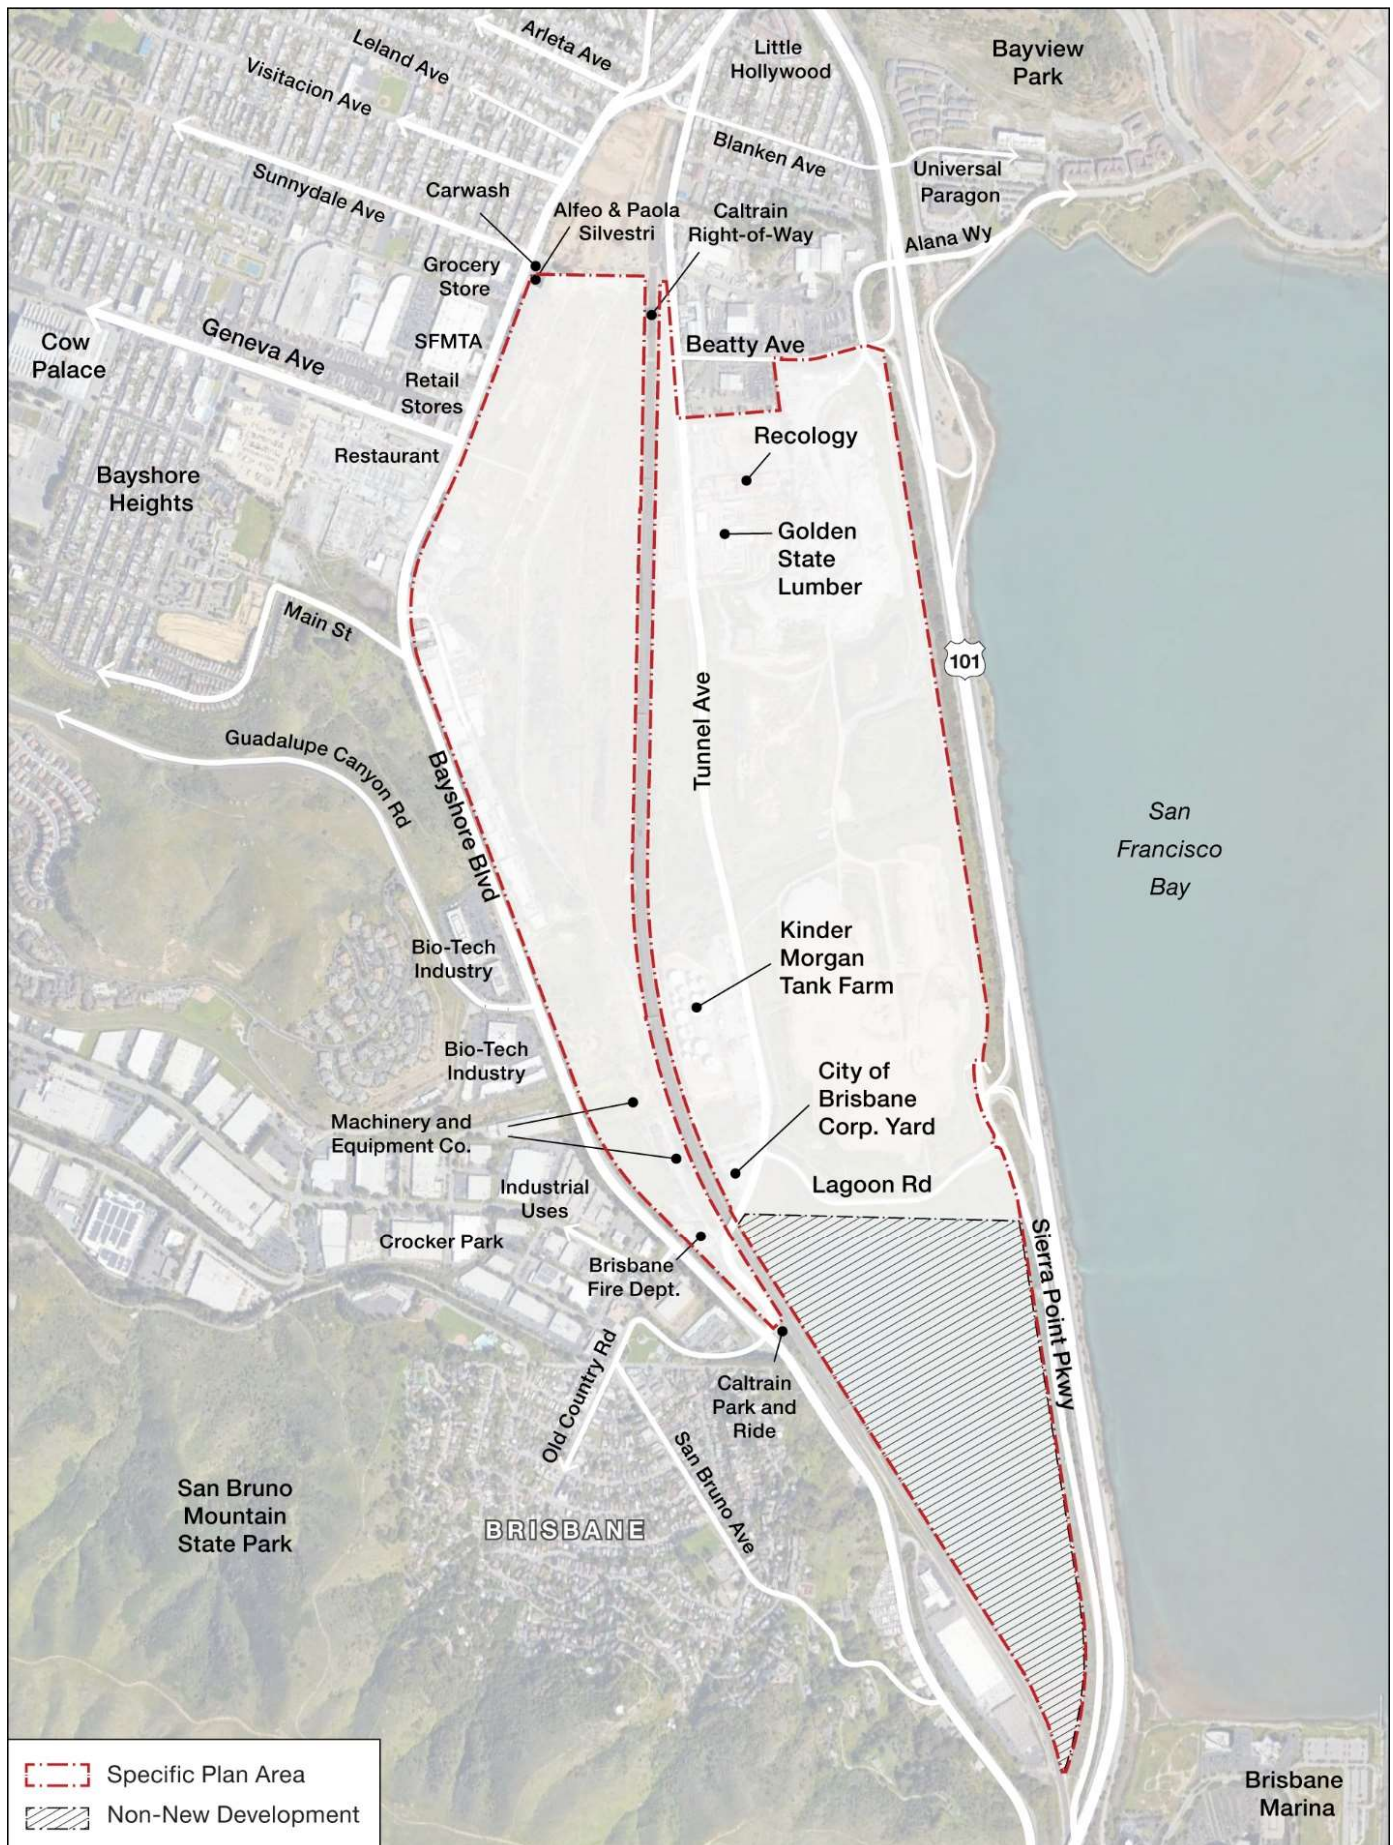 Arleta Ave
Leland Ave
Visitacion Ave
Little
Hollywood
Bayview
Park
Blanken Ave
Sunnydale Ave
Carwash
Alfeo & Paola
Silvestri
Caltrain
Right-of-Way
Universal
Paragon
Alana Wy
Grocery
Store
Geneva Ave
SFMTA
Beatty Ave
Cow
Palace
Retail
Stores
Restaurant
Recology
Bayshore
Heights
Golden
State
Lumber
Main St
101
Tunnel Ave
Guadalupe Canyon Rd
Bayshore Blvd
San
Francisco
Bay
Bio-Tech
Industry
Kinder
Morgan
Tank Farm
Bio-Tech
Industry
City of
Brisbane
Corp. Yard
Machinery and
Equipment Co.
Industrial
Uses
Lagoon Rd
Crocker Park
Brisbane
Fire Dept.
Sierra Point Pkwy
Old Country Rd
Caltrain
Park and
Ride
San Bruno Ave
San Bruno
Mountain
State Park
BRISBANE
Specific Plan Area
Non-New Development
Brisbane
Marina